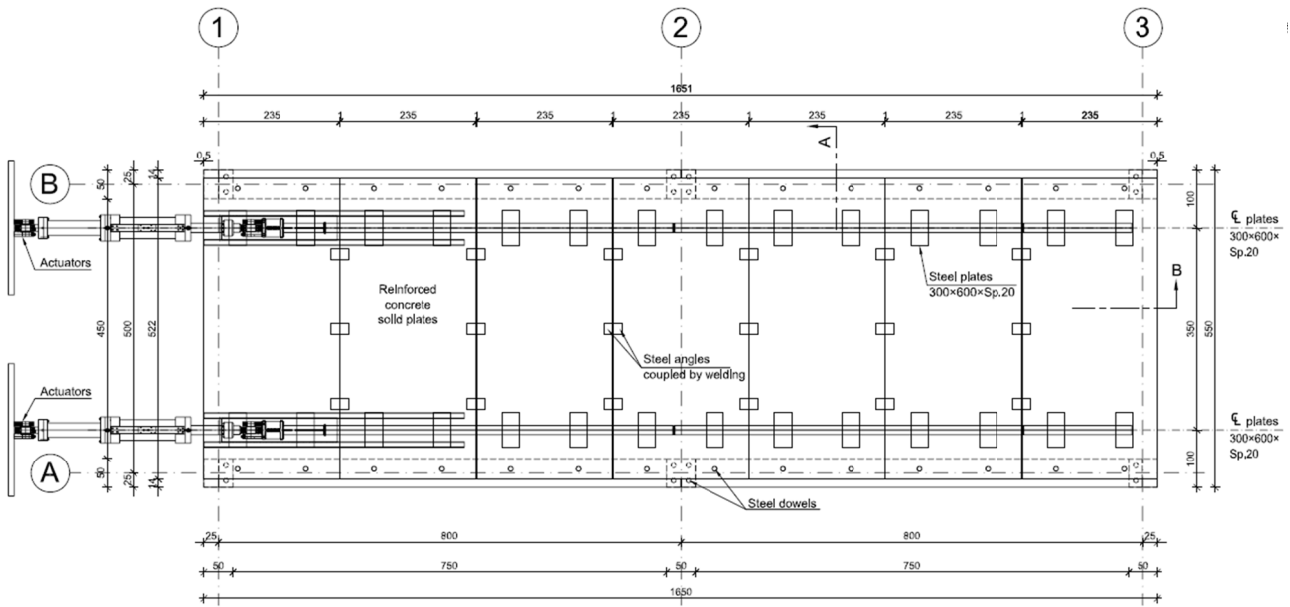 1
2
3
1651
235
1
235
1
235
1
235
1
235
1
235
1
235
A
0,5
0,5
B
50
25
14
100
Actuators
℄ plates
300×600×
Sp.20
Steel plates
300×600×Sp.20
B
Reinforced
concrete
solid plates
450
500
522
350
550
Steel angles
coupled by welding
Actuators
℄ plates
300×600×
Sp.20
A
50
25
14
100
Steel dowels
25
800
800
25
50
750
50
750
50
1650